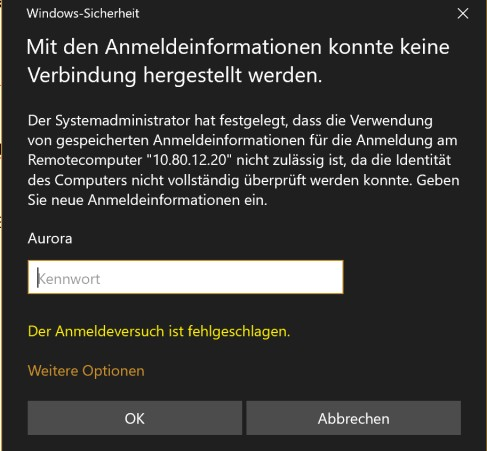 Windows-Sicherheit
Mit den Anmeldeinformationen konnte keine
Verbindung hergestellt werden.
Der Systemadministrator hat festgelegt, dass die Verwendung
von gespeicherten Anmeldeinformationen für die Anmeldung am
Remotecomputer "10.80.12.20" nicht zulässig ist, da die Identität
des Computers nicht vollständig überprüft werden konnte. Geben
Sie neue Anmeldeinformationen ein.
Aurora
Kennwort
Der Anmeldeversuch ist fehlgeschlagen.
Weitere Optionen
OK
Abbrechen